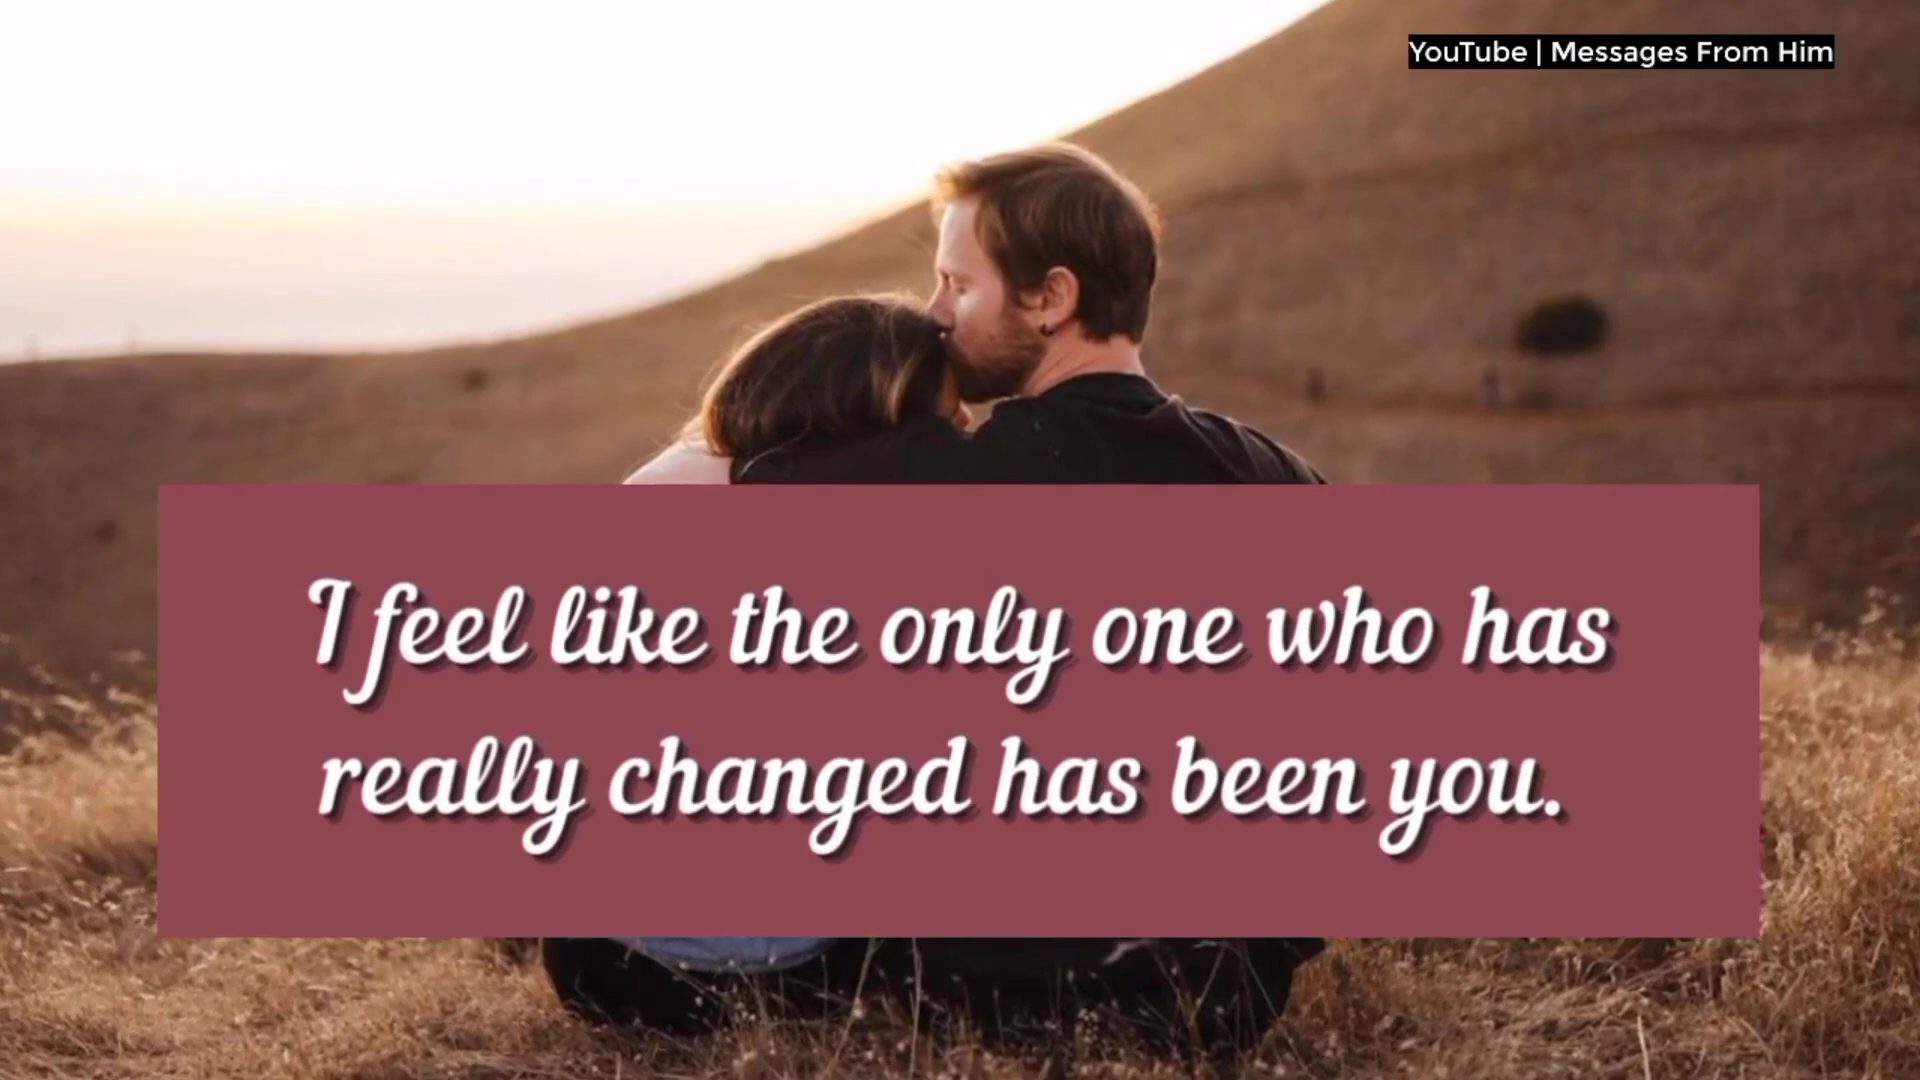 YouTube | Messages From Him
I feel like the only one who has
really changed has been you.